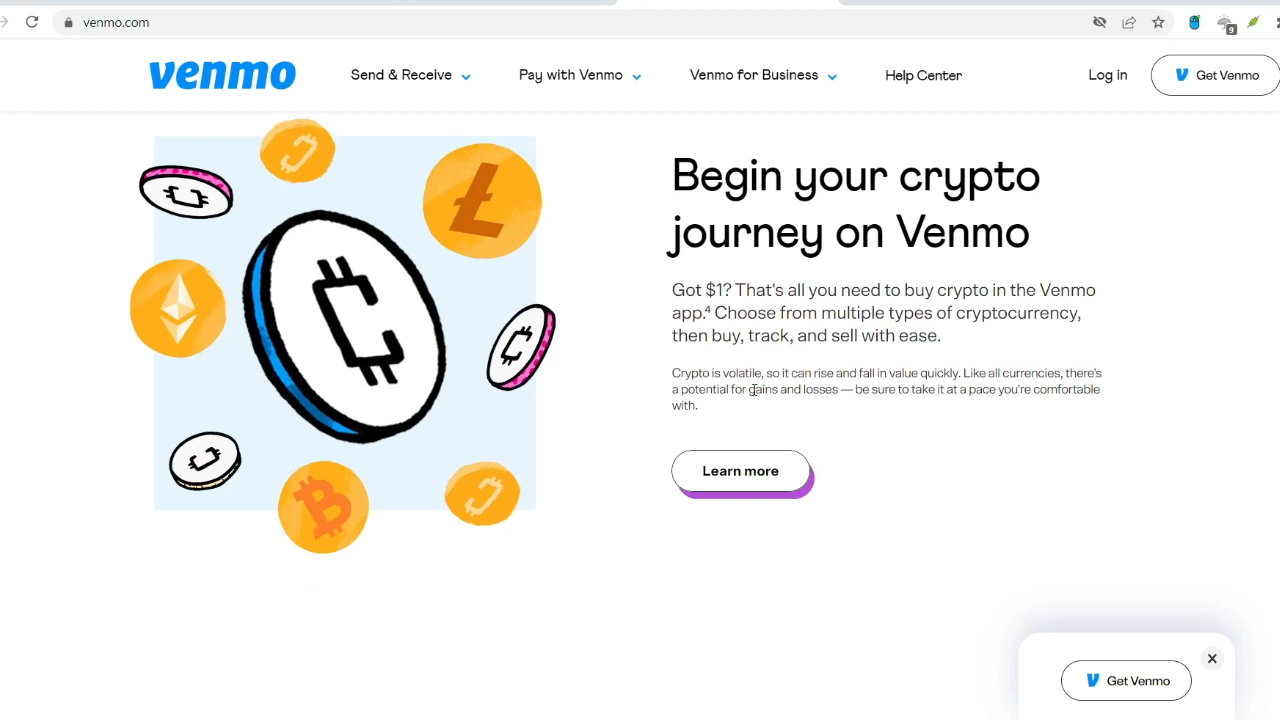 venmo.com
9
venmo
Send & Receive
Pay with Venmo
Venmo for Business
Help Center
Log in
Get Venmo
Begin your crypto
journey on Venmo
Got $1? That's all you need to buy crypto in the Venmo
app.⁴ Choose from multiple types of cryptocurrency,
then buy, track, and sell with ease.
Crypto is volatile, so it can rise and fall in value quickly. Like all currencies, there's
a potential for gains and losses — be sure to take it at a pace you're comfortable
with.
Learn more
Get Venmo